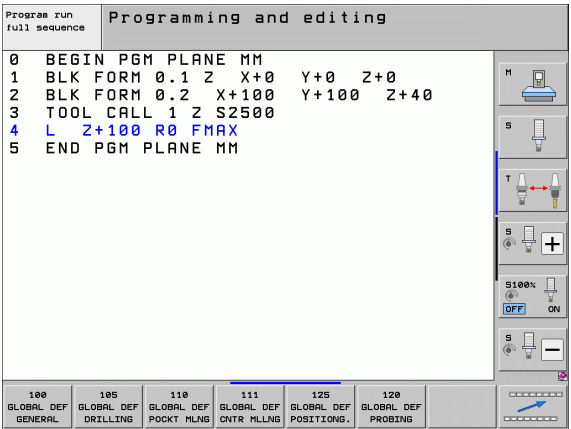 Program run
full sequence
Programming and editing
0 BEGIN PGM PLANE MM
1 BLK FORM 0.1 Z X+0 Y+0 Z+0
2 BLK FORM 0.2 X+100 Y+100 Z+40
3 TOOL CALL 1 Z S2500
4 L Z+100 R0 FMAX
5 END PGM PLANE MM
M
S
T
S
+
S100%
OFF ON
S
−
100
GLOBAL DEF
GENERAL
105
GLOBAL DEF
DRILLING
110
GLOBAL DEF
POCKT MLNG
111
GLOBAL DEF
CNTR MLLNG
125
GLOBAL DEF
POSITIONG.
120
GLOBAL DEF
PROBING